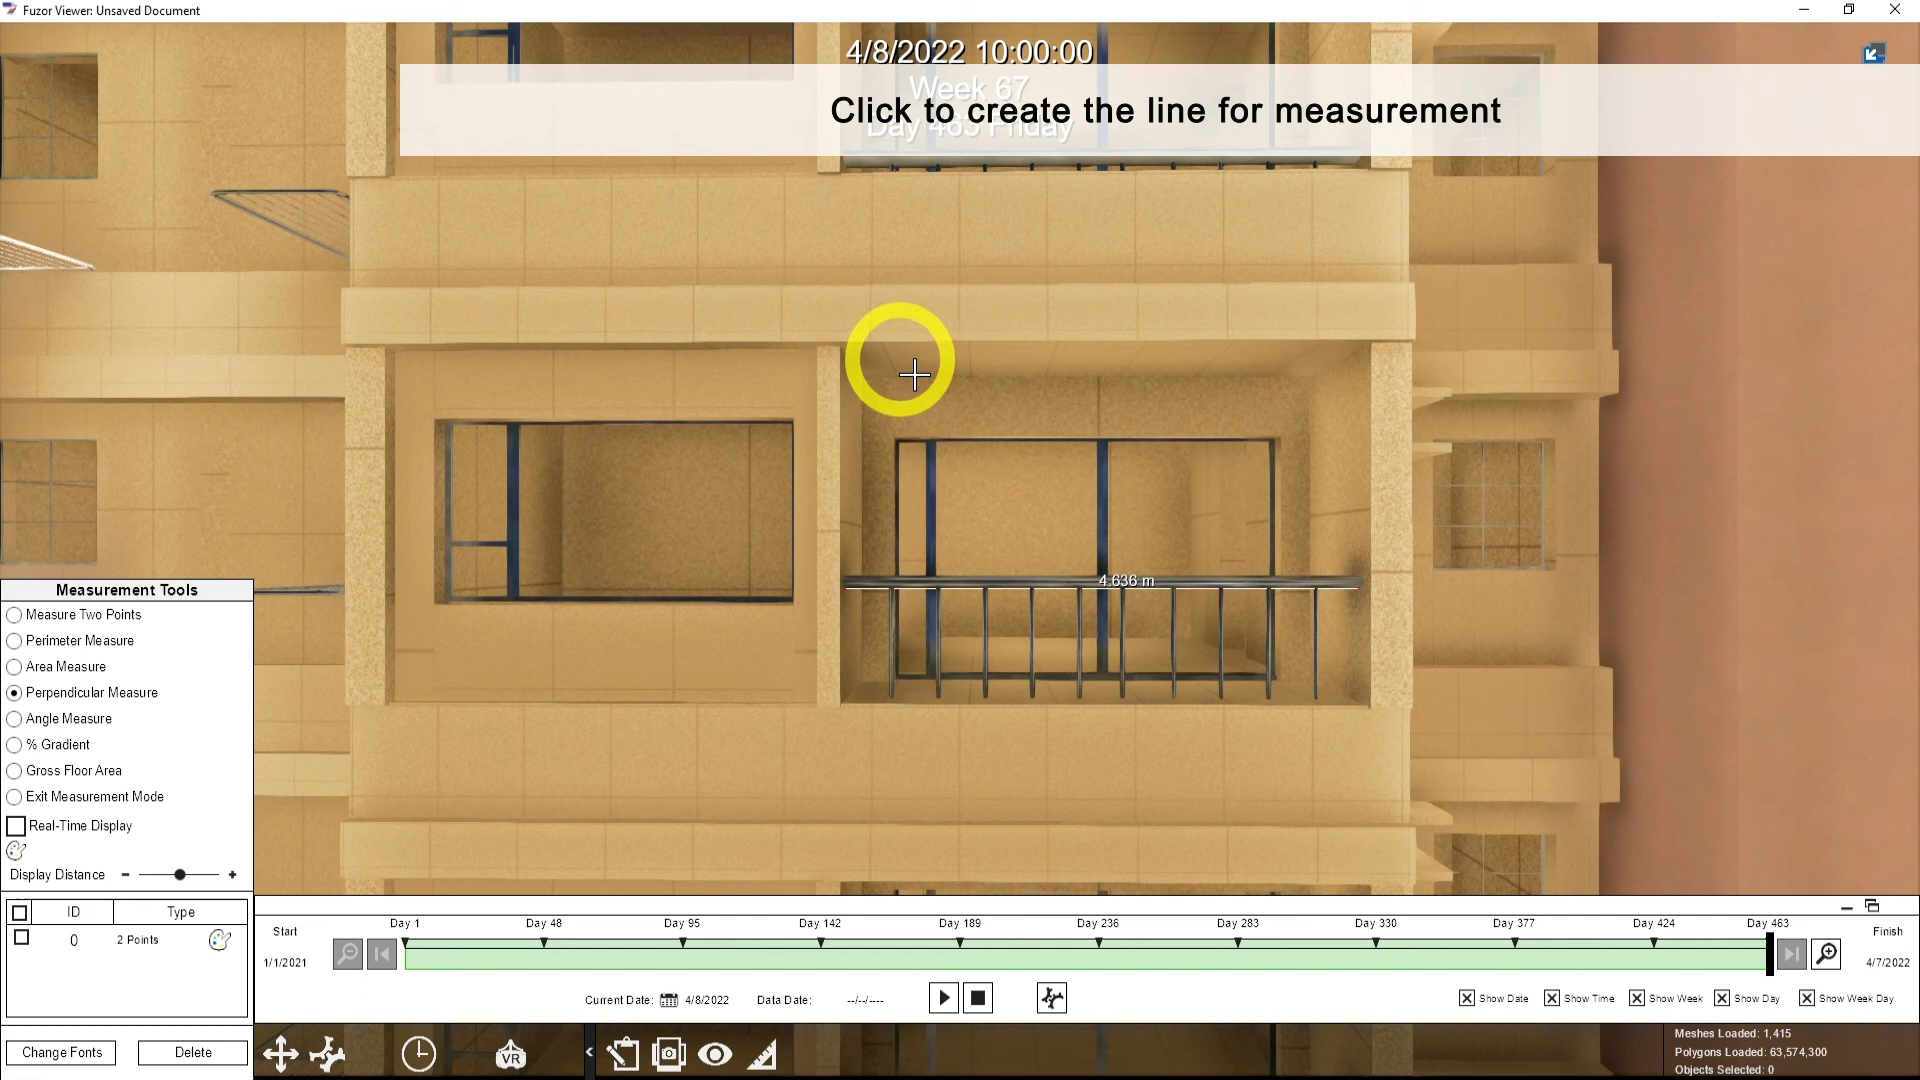 Fuzor Viewer: Unsaved Document
4/8/2022 10:00:00
Week 67
Click to create the line for measurement
Day 463 Friday
4.636 m
Measurement Tools
Measure Two Points
Perimeter Measure
Area Measure
Perpendicular Measure
Angle Measure
% Gradient
Gross Floor Area
Exit Measurement Mode
Real-Time Display
Display Distance - +
ID Type
0 2 Points
Change Fonts Delete
Start
1/1/2021
Day 1 Day 48 Day 95 Day 142 Day 189 Day 236 Day 283 Day 330 Day 377 Day 424 Day 463
Finish
4/7/2022
Current Date: 4/8/2022 Data Date: --/--/----
Show Date Show Time Show Week Show Day Show Week Day
VR
Meshes Loaded: 1,415
Polygons Loaded: 63,574,300
Objects Selected: 0